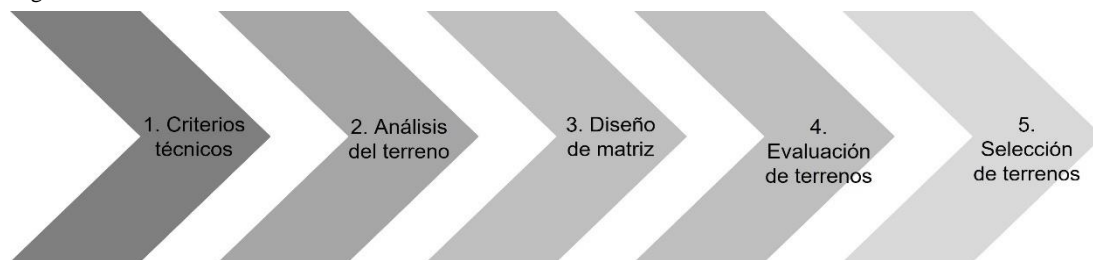 1. Criterios
técnicos
2. Análisis
del terreno
3. Diseño
de matriz
4.
Evaluación
de terrenos
5.
Selección
de terrenos